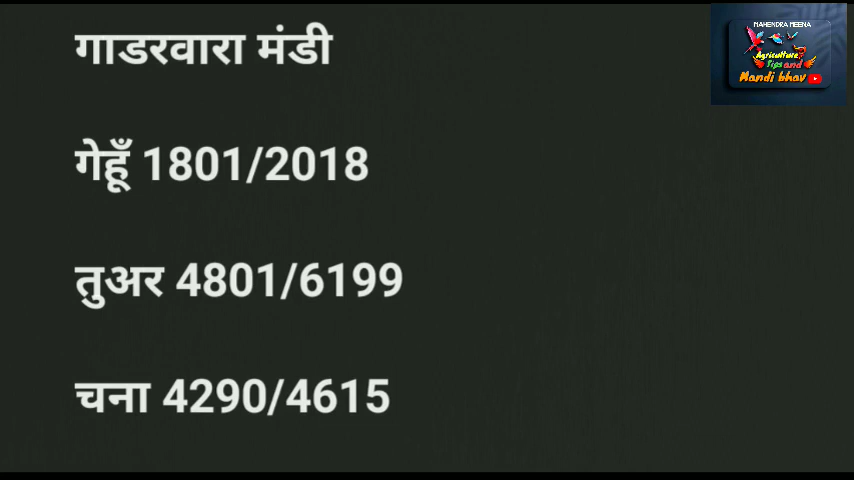 गाडरवारा मंडी
MAHENDRA MEENA
Agriculture
Tips and
Mandi bhav
गेहूँ 1801/2018
तुअर 4801/6199
चना 4290/4615